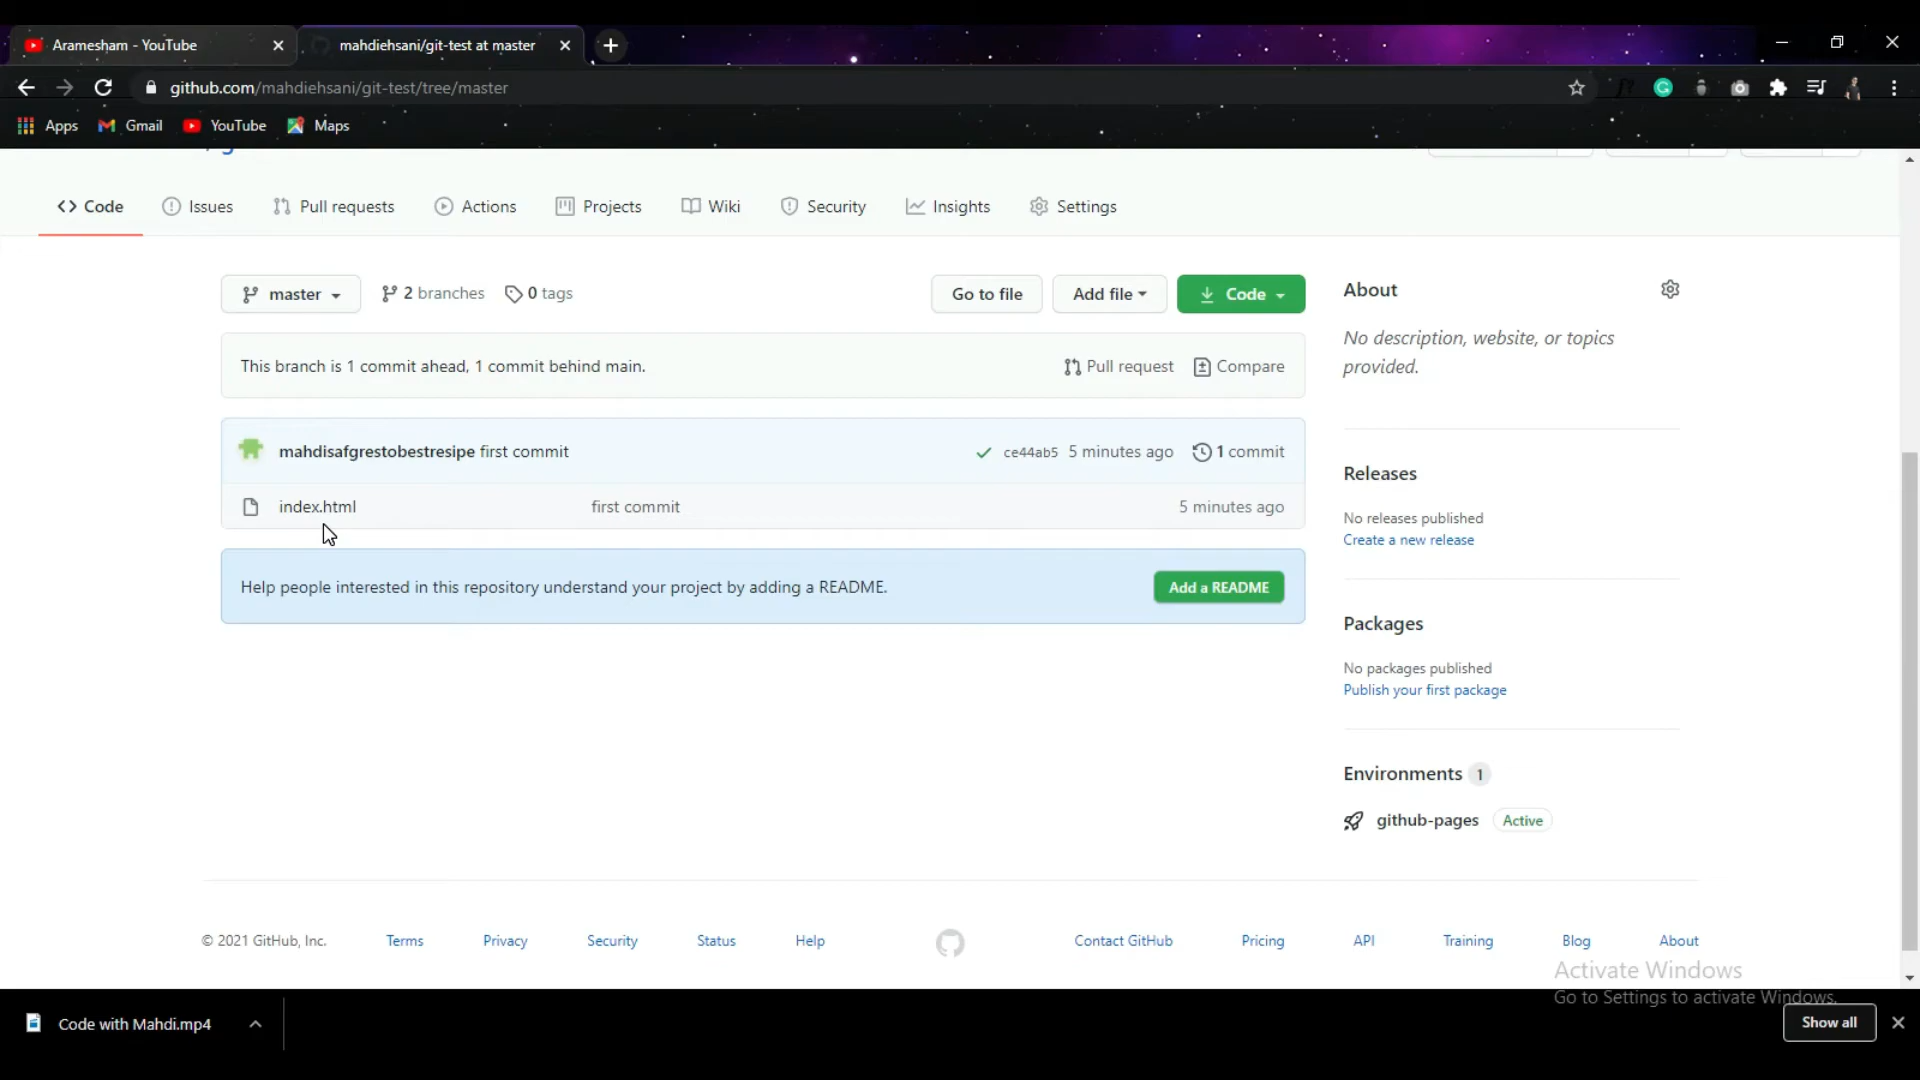 Aramesham - YouTube
mahdiehsani/git-test at master
github.com/mahdiehsani/git-test/tree/master
Apps Gmail YouTube Maps
<> Code Issues Pull requests Actions Projects Wiki Security Insights Settings
master 2 branches 0 tags Go to file Add file Code
About
No description, website, or topics
provided.
This branch is 1 commit ahead, 1 commit behind main. Pull request Compare
mahdisafgrestobestresipe first commit ce44ab5 5 minutes ago 1 commit
index.html first commit 5 minutes ago
Help people interested in this repository understand your project by adding a README. Add a README
Releases
No releases published
Create a new release
Packages
No packages published
Publish your first package
Environments 1
github-pages Active
© 2021 GitHub, Inc. Terms Privacy Security Status Help Contact GitHub Pricing API Training Blog About
Activate Windows
Go to Settings to activate Windows.
Code with Mahdi.mp4 Show all